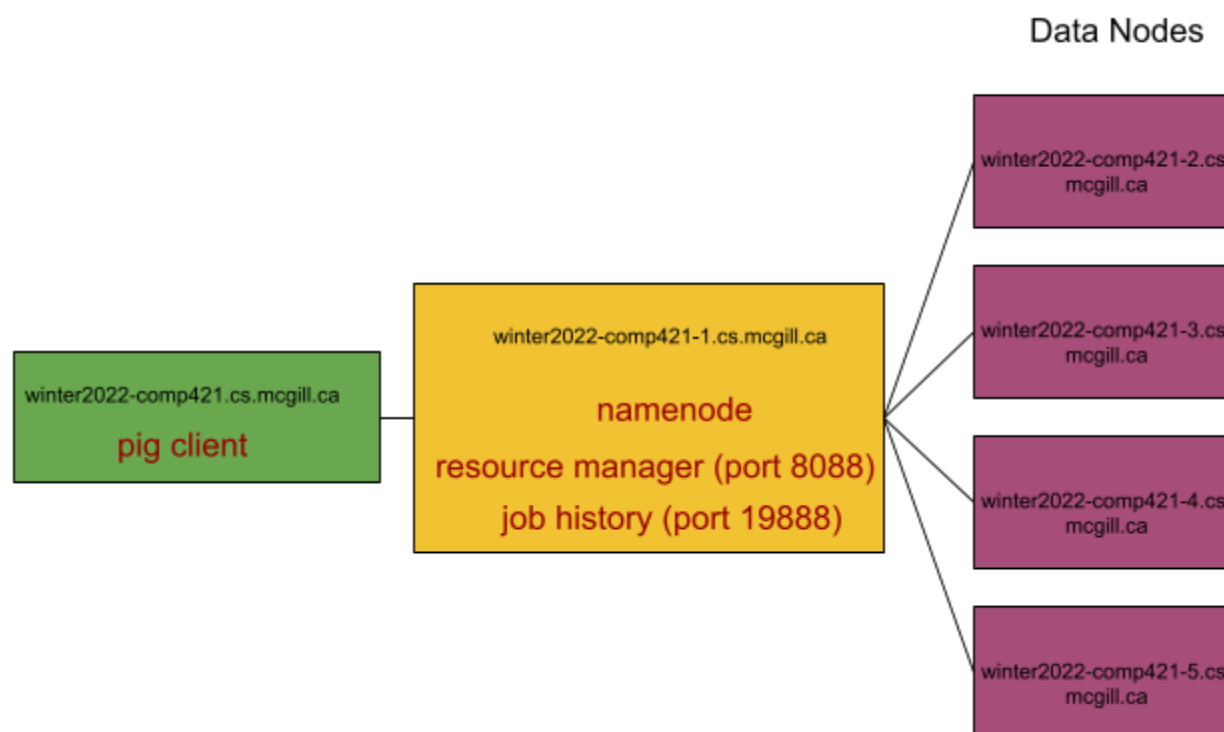 Data Nodes
winter2022-comp421-2.cs
mcgill.ca
winter2022-comp421-3.cs
mcgill.ca
winter2022-comp421-1.cs.mcgill.ca
winter2022-comp421.cs.mcgill.ca
namenode
pig client
resource manager (port 8088)
winter2022-comp421-4.cs
mcgill.ca
job history (port 19888)
winter2022-comp421-5.cs
mcgill.ca